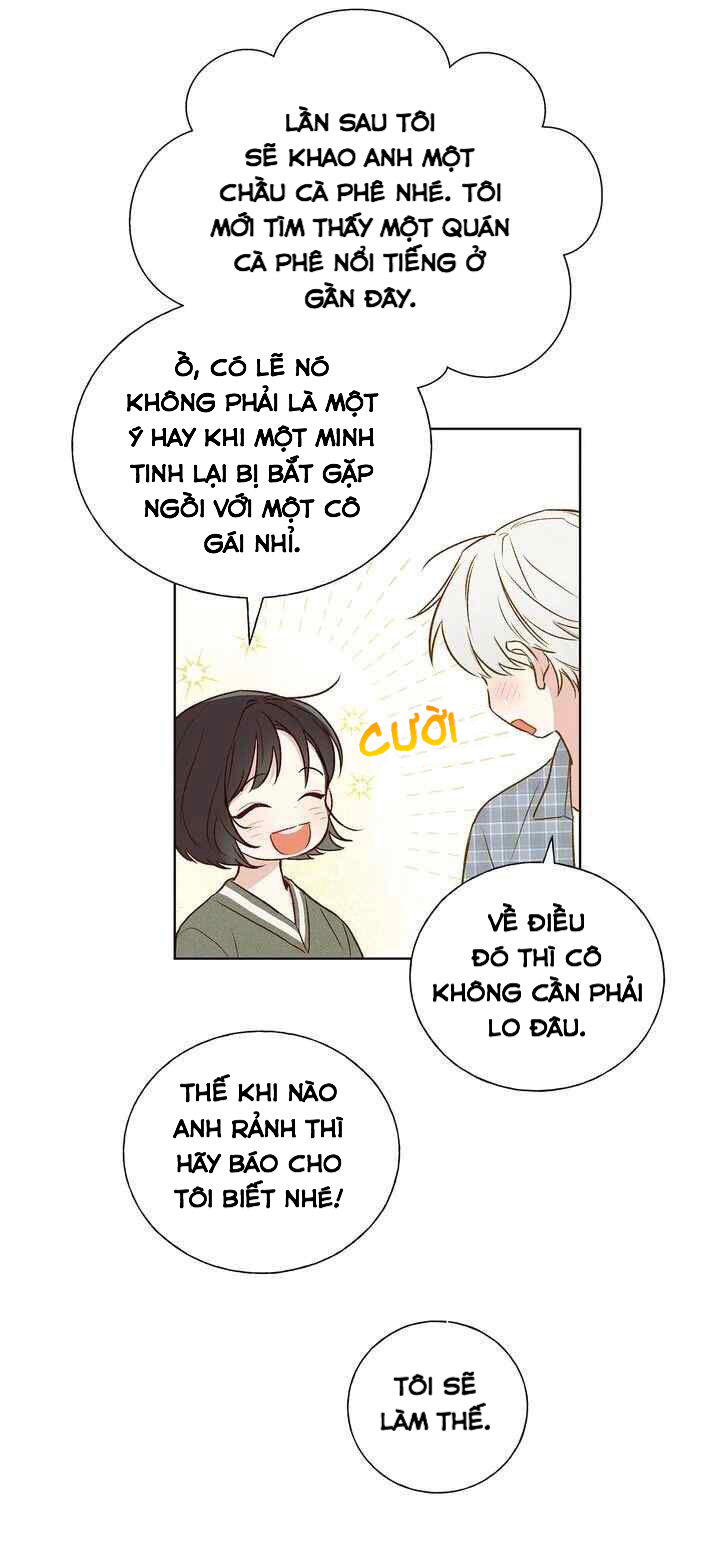 LẦN SAU TÔI
SẼ KHAO ANH MỘT
CHẦU CÀ PHÊ NHÉ. TÔI
MỚI TÌM THẤY MỘT QUÁN
CÀ PHÊ NỔI TIẾNG Ở
GẦN ĐÂY.
Ồ, CÓ LẼ NÓ
KHÔNG PHẢI LÀ MỘT
Ý HAY KHI MỘT MINH
TINH LẠI BỊ BẮT GẶP
NGỒI VỚI MỘT CÔ
GÁI NHỈ.
CƯỜI
VỀ ĐIỀU
ĐÓ THÌ CÔ
KHÔNG CẦN PHẢI
LO ĐÂU.
THẾ KHI NÀO
ANH RẢNH THÌ
HÃY BÁO CHO
TÔI BIẾT NHÉ!
TÔI SẼ
LÀM THẾ.